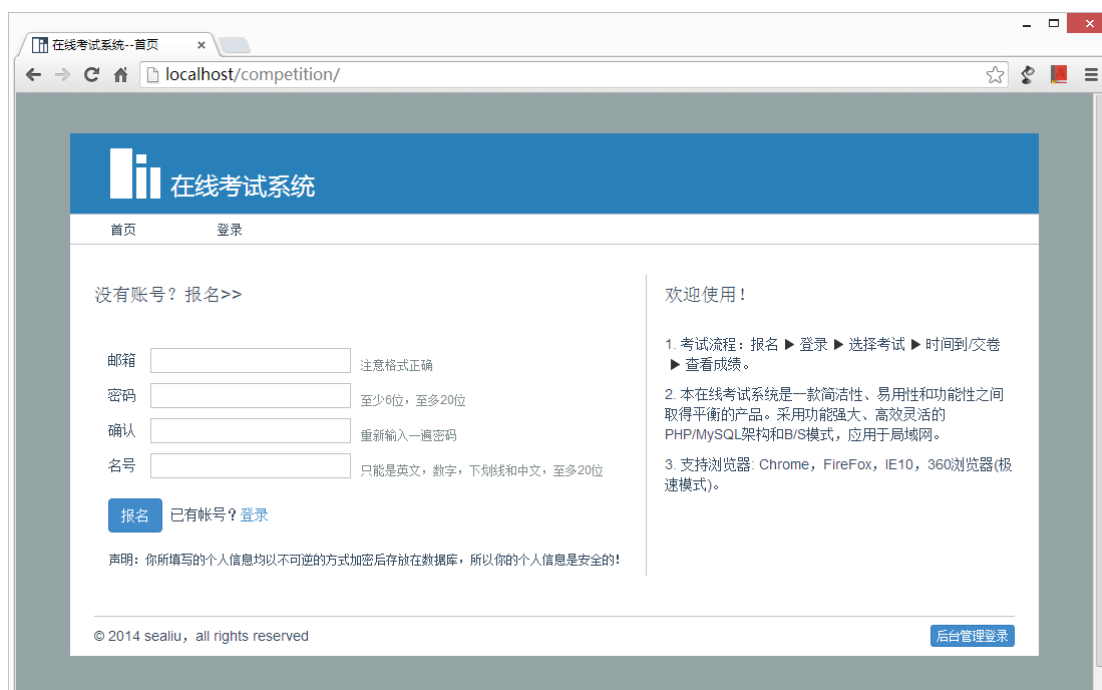 在线考试系统--首页
localhost/competition/
在线考试系统
首页 登录
没有账号？报名>>
邮箱 注意格式正确
密码 至少6位，至多20位
确认 重新输入一遍密码
名号 只能是英文，数字，下划线和中文，至多20位
报名 已有帐号？登录
声明：你所填写的个人信息均以不可逆的方式加密后存放在数据库，所以你的个人信息是安全的！
欢迎使用！
1. 考试流程：报名 ▶ 登录 ▶ 选择考试 ▶ 时间到/交卷
▶ 查看成绩。
2. 本在线考试系统是一款简洁性、易用性和功能性之间
取得平衡的产品。采用功能强大、高效灵活的
PHP/MySQL架构和B/S模式，应用于局域网。
3. 支持浏览器: Chrome，FireFox，IE10，360浏览器(极
速模式)。
© 2014 sealiu，all rights reserved
后台管理登录